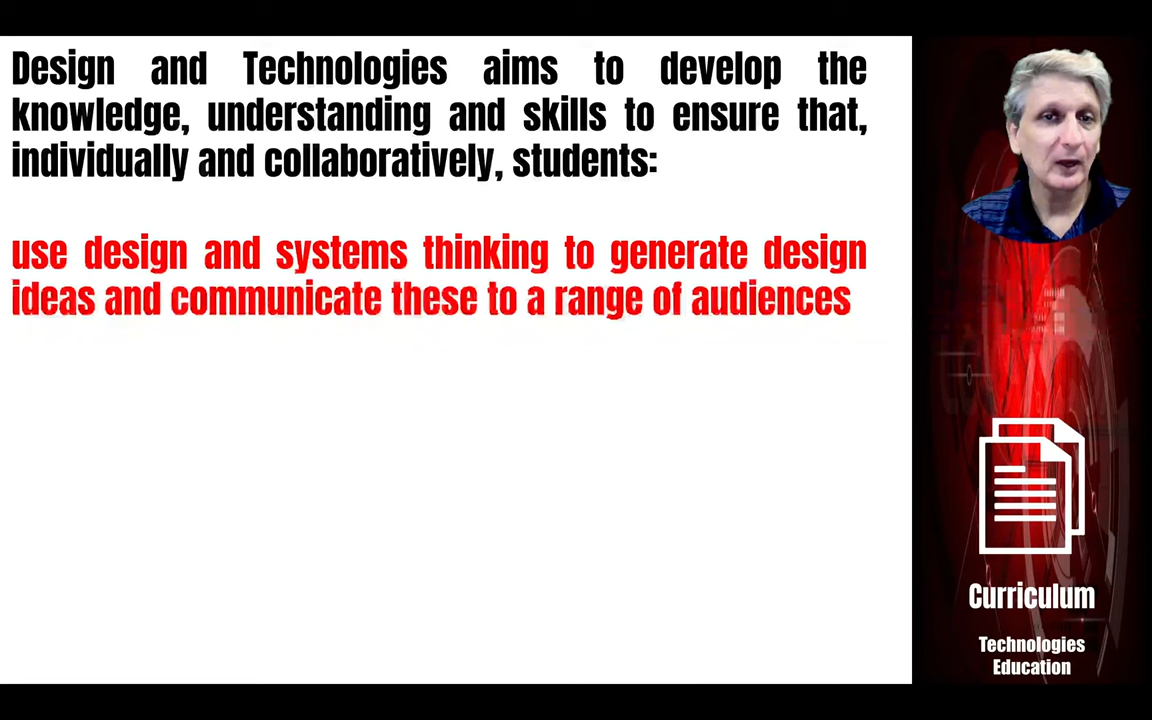 Design and Technologies aims to develop the
knowledge, understanding and skills to ensure that,
individually and collaboratively, students:
use design and systems thinking to generate design
ideas and communicate these to a range of audiences
Curriculum
Technologies
Education